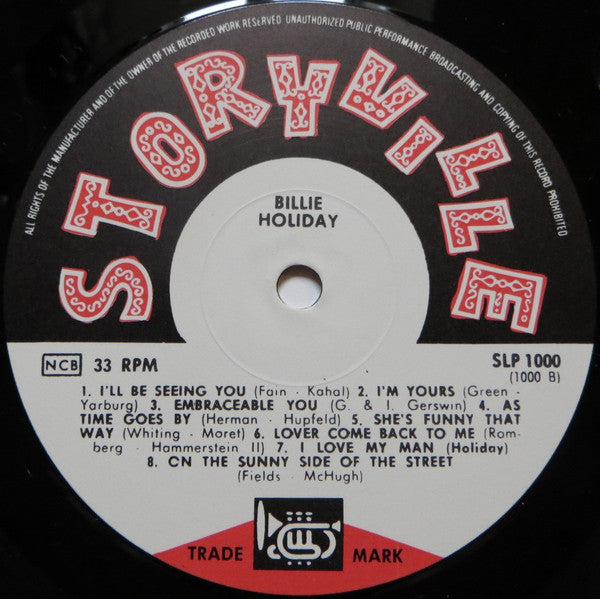 ALL RIGHTS OF THE MANUFACTURER AND OF THE OWNER OF THE RECORDED WORK RESERVED UNAUTHORIZED PUBLIC PERFORMANCE BROADCASTING AND COPYING OF THIS RECORD PROHIBITED
STORYVILLE
BILLIE
HOLIDAY
NCB 33 RPM
SLP 1000
(1000 B)
1. I'LL BE SEEING YOU (Fain · Kahal) 2. I'M YOURS (Green ·
Yarburg) 3. EMBRACEABLE YOU (G. & I. Gerswin) 4. AS
TIME GOES BY (Herman · Hupfeld) 5. SHE'S FUNNY THAT
WAY (Whiting · Moret) 6. LOVER COME BACK TO ME (Rom-
berg · Hammerstein II) 7. I LOVE MY MAN (Holiday)
8. CN THE SUNNY SIDE OF THE STREET
(Fields · McHugh)
TRADE MARK